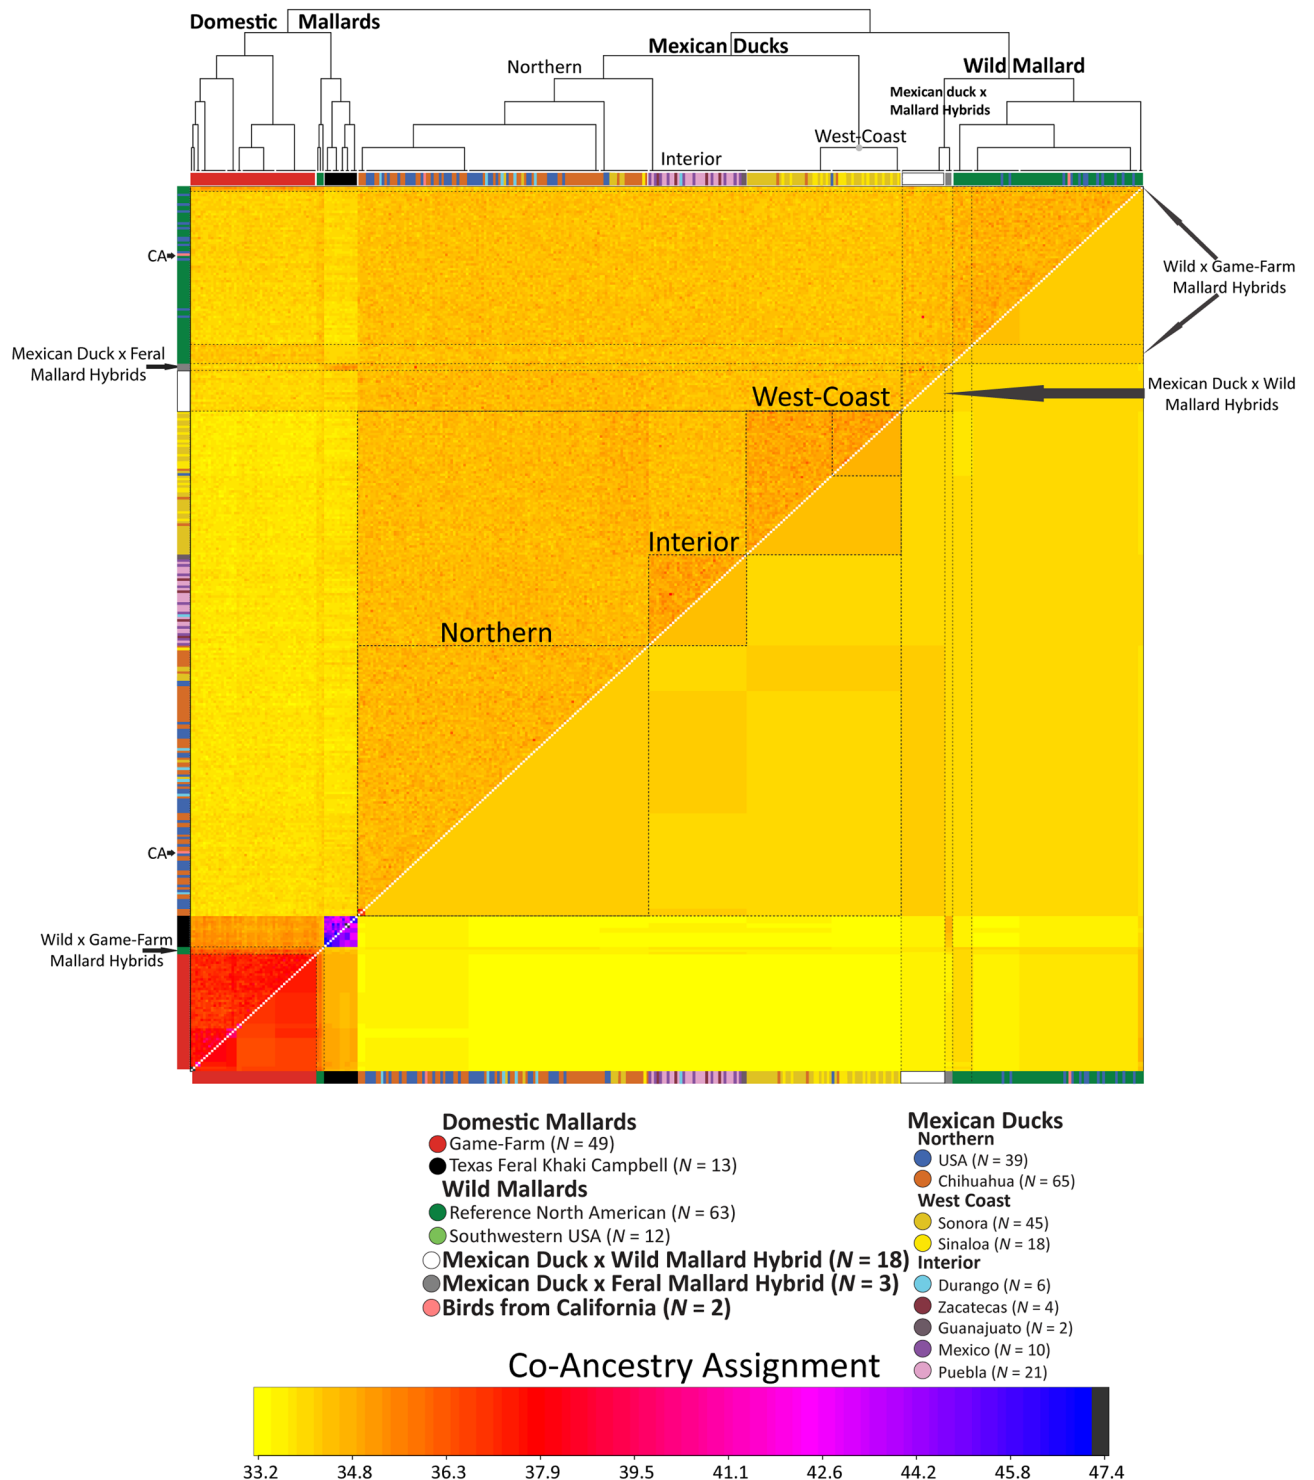 Domestic Mallards
Mexican Ducks
Northern
Wild Mallard
Mexican duck x
Mallard Hybrids
West-Coast
Interior
CA
Wild x Game-Farm
Mallard Hybrids
Mexican Duck x Feral
Mallard Hybrids
Mexican Duck x Wild
Mallard Hybrids
West-Coast
Interior
Northern
CA
Wild x Game-Farm
Mallard Hybrids
Domestic Mallards
Game-Farm (N = 49)
Texas Feral Khaki Campbell (N = 13)
Wild Mallards
Reference North American (N = 63)
Southwestern USA (N = 12)
Mexican Duck x Wild Mallard Hybrid (N = 18)
Mexican Duck x Feral Mallard Hybrid (N = 3)
Birds from California (N = 2)
Mexican Ducks
Northern
USA (N = 39)
Chihuahua (N = 65)
West Coast
Sonora (N = 45)
Sinaloa (N = 18)
Interior
Durango (N = 6)
Zacatecas (N = 4)
Guanajuato (N = 2)
Mexico (N = 10)
Puebla (N = 21)
Co-Ancestry Assignment
33.2 34.8 36.3 37.9 39.5 41.1 42.6 44.2 45.8 47.4